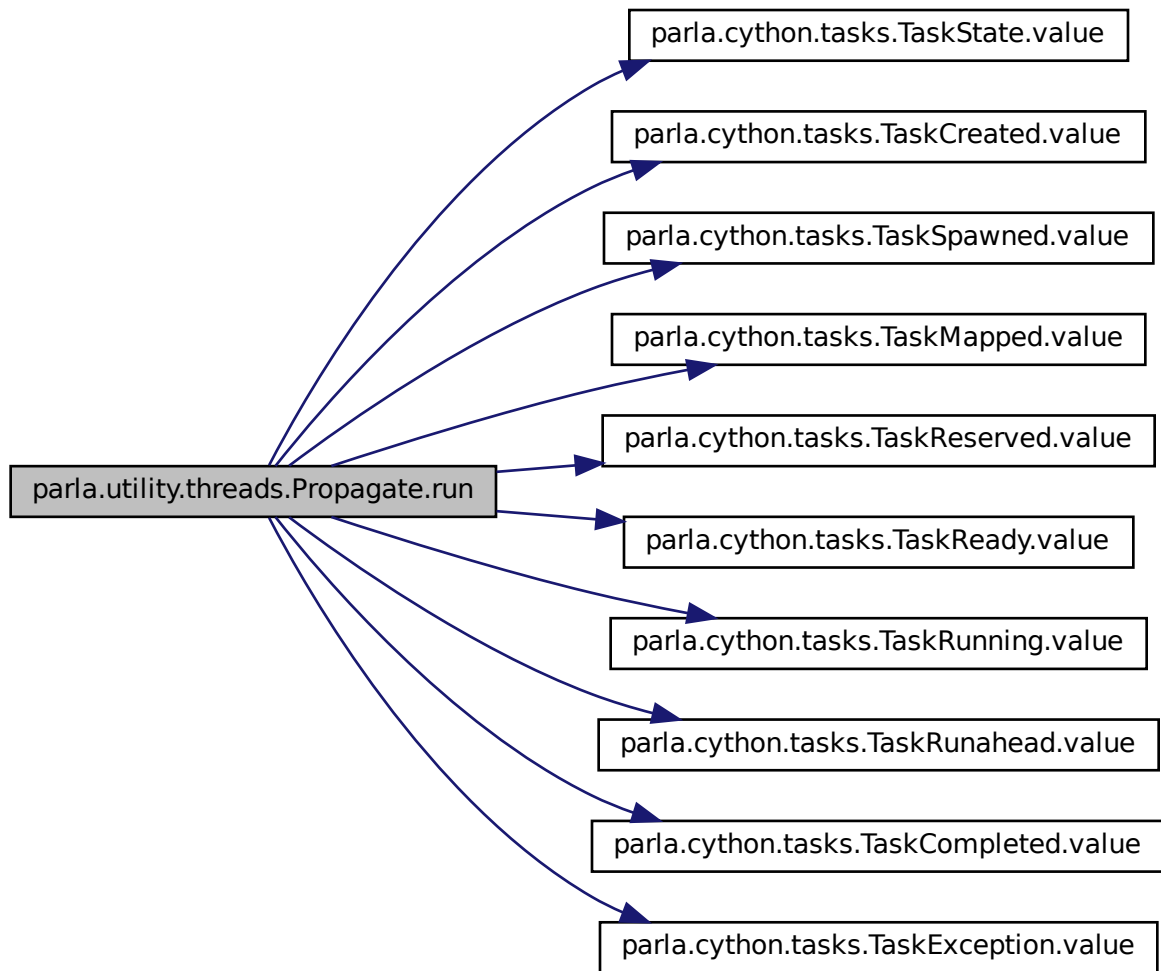 parla.cython.tasks.TaskState.value
parla.cython.tasks.TaskCreated.value
parla.cython.tasks.TaskSpawned.value
parla.cython.tasks.TaskMapped.value
parla.cython.tasks.TaskReserved.value
parla.utility.threads.Propagate.run
parla.cython.tasks.TaskReady.value
parla.cython.tasks.TaskRunning.value
parla.cython.tasks.TaskRunahead.value
parla.cython.tasks.TaskCompleted.value
parla.cython.tasks.TaskException.value